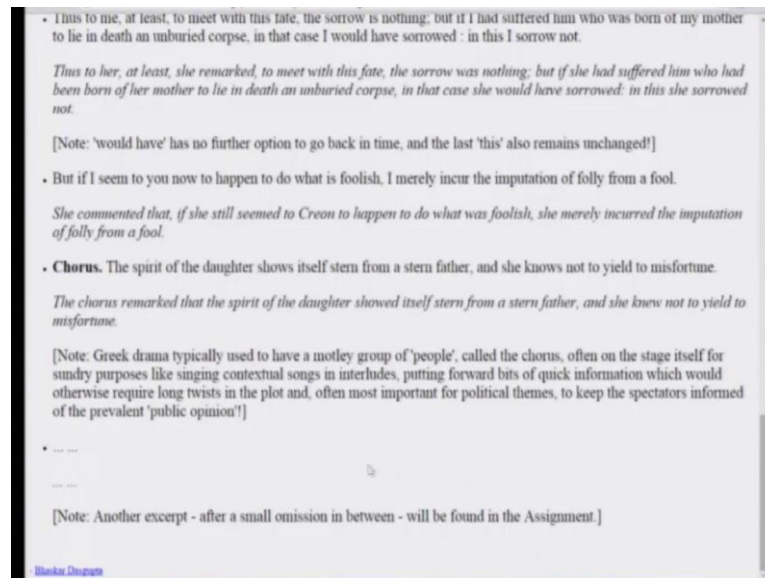 • Thus to me, at least, to meet with this fate, the sorrow is nothing; but if I had suffered him who was born of my mother
to lie in death an unburied corpse, in that case I would have sorrowed : in this I sorrow not.
Thus to her, at least, she remarked, to meet with this fate, the sorrow was nothing; but if she had suffered him who had
been born of her mother to lie in death an unburied corpse, in that case she would have sorrowed: in this she sorrowed
not.
[Note: 'would have' has no further option to go back in time, and the last 'this' also remains unchanged!]
• But if I seem to you now to happen to do what is foolish, I merely incur the imputation of folly from a fool.
She commented that, if she still seemed to Creon to happen to do what was foolish, she merely incurred the imputation
of folly from a fool.
• Chorus. The spirit of the daughter shows itself stern from a stern father, and she knows not to yield to misfortune.
The chorus remarked that the spirit of the daughter showed itself stern from a stern father, and she knew not to yield to
misfortune.
[Note: Greek drama typically used to have a motley group of 'people', called the chorus, often on the stage itself for
sundry purposes like singing contextual songs in interludes, putting forward bits of quick information which would
otherwise require long twists in the plot and, often most important for political themes, to keep the spectators informed
of the prevalent 'public opinion'!]
• ... ...
... ...
[Note: Another excerpt - after a small omission in between - will be found in the Assignment.]
- Bhaskar Dasgupta